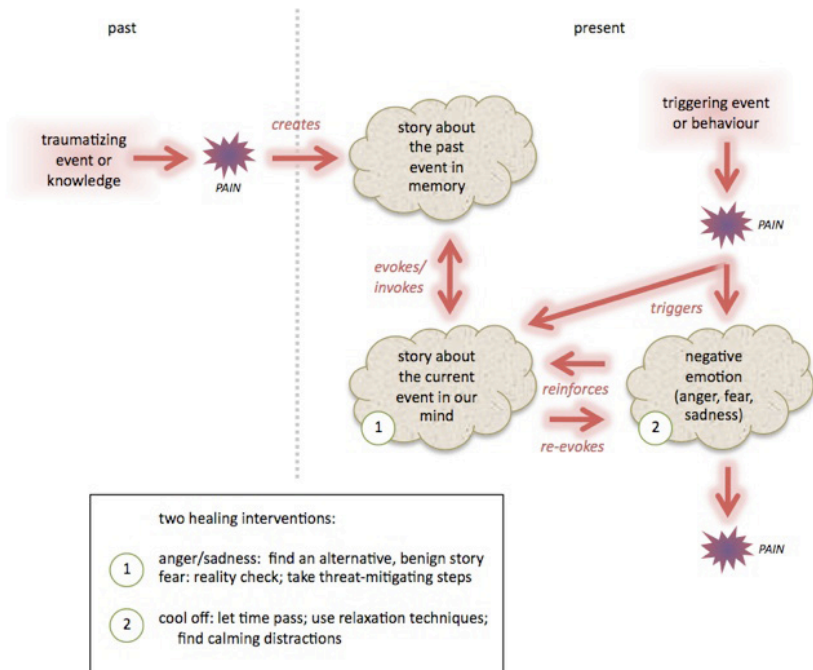 past
present
traumatizing
event or
knowledge
PAIN
creates
story about
the past
event in
memory
triggering event
or behaviour
PAIN
evokes/
invokes
triggers
story about
the current
event in our
mind
1
reinforces
re-evokes
negative
emotion
(anger, fear,
sadness)
2
PAIN
two healing interventions:
1
anger/sadness: find an alternative, benign story
fear: reality check; take threat-mitigating steps
2
cool off: let time pass; use relaxation techniques;
find calming distractions